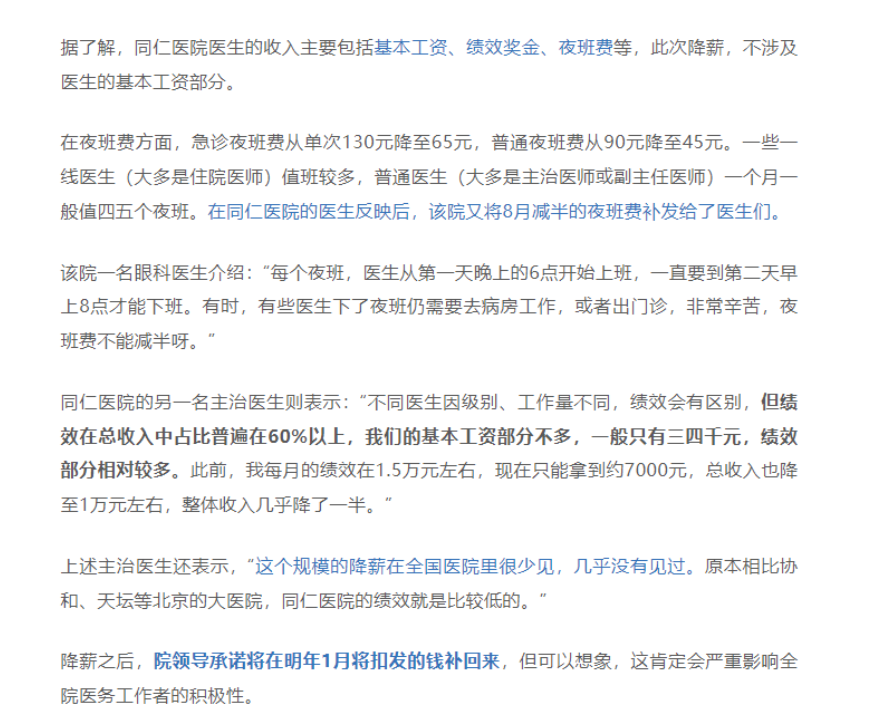 据了解，同仁医院医生的收入主要包括基本工资、绩效奖金、夜班费等，此次降薪，不涉及
医生的基本工资部分。
在夜班费方面，急诊夜班费从单次130元降至65元，普通夜班费从90元降至45元。一些一
线医生（大多是住院医师）值班较多，普通医生（大多是主治医师或副主任医师）一个月一
般值四五个夜班。在同仁医院的医生反映后，该院又将8月减半的夜班费补发给了医生们。
该院一名眼科医生介绍：“每个夜班，医生从第一天晚上的6点开始上班，一直要到第二天早
上8点才能下班。有时，有些医生下了夜班仍需要去病房工作，或者出门诊，非常辛苦，夜
班费不能减半呀。”
同仁医院的另一名主治医生则表示：“不同医生因级别、工作量不同，绩效会有区别，但绩
效在总收入中占比普遍在60%以上，我们的基本工资部分不多，一般只有三四千元，绩效
部分相对较多。此前，我每月的绩效在1.5万元左右，现在只能拿到约7000元，总收入也降
至1万元左右，整体收入几乎降了一半。”
上述主治医生还表示，“这个规模的降薪在全国医院里很少见，几乎没有见过。原本相比协
和、天坛等北京的大医院，同仁医院的绩效就是比较低的。”
降薪之后，院领导承诺将在明年1月将扣发的钱补回来，但可以想象，这肯定会严重影响全
院医务工作者的积极性。